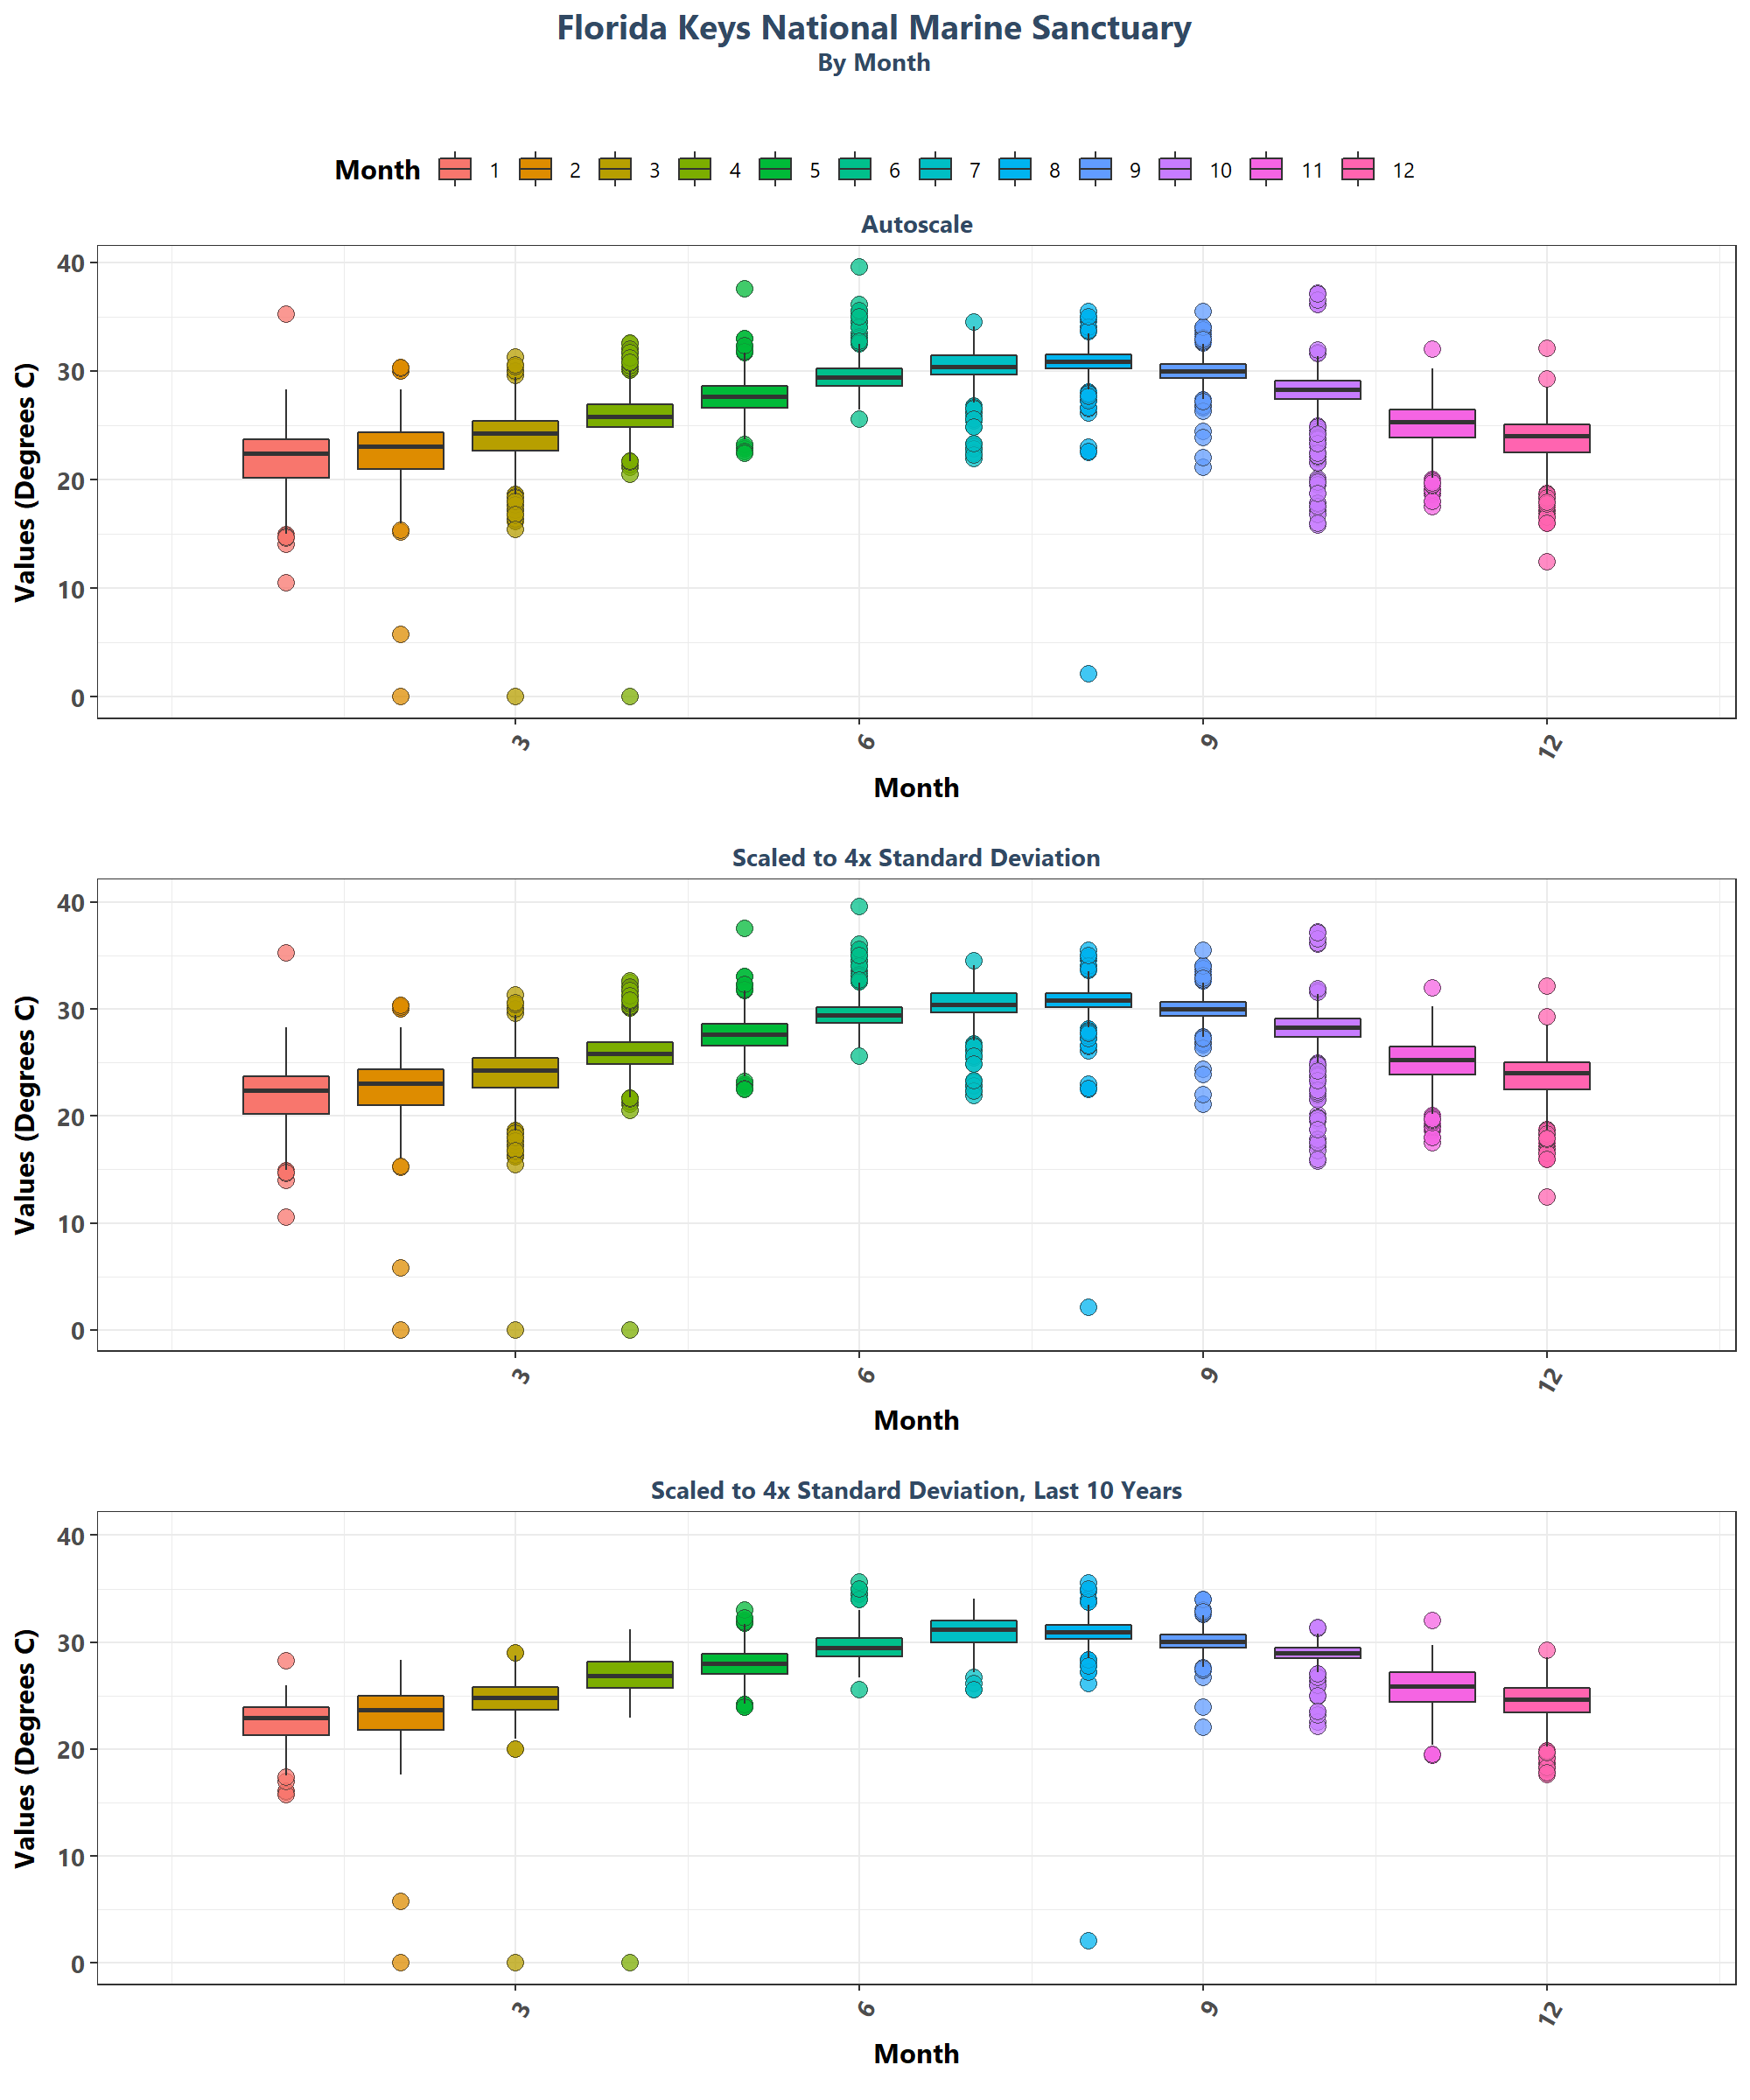 Florida Keys National Marine Sanctuary
By Month
Month 1 2 3 4 5 6 7 8 9 10 11 12
Autoscale
Values (Degrees C)
40
30
20
10
0
3 6 9 12
Month
Scaled to 4x Standard Deviation
Values (Degrees C)
40
30
20
10
0
3 6 9 12
Month
Scaled to 4x Standard Deviation, Last 10 Years
Values (Degrees C)
40
30
20
10
0
3 6 9 12
Month